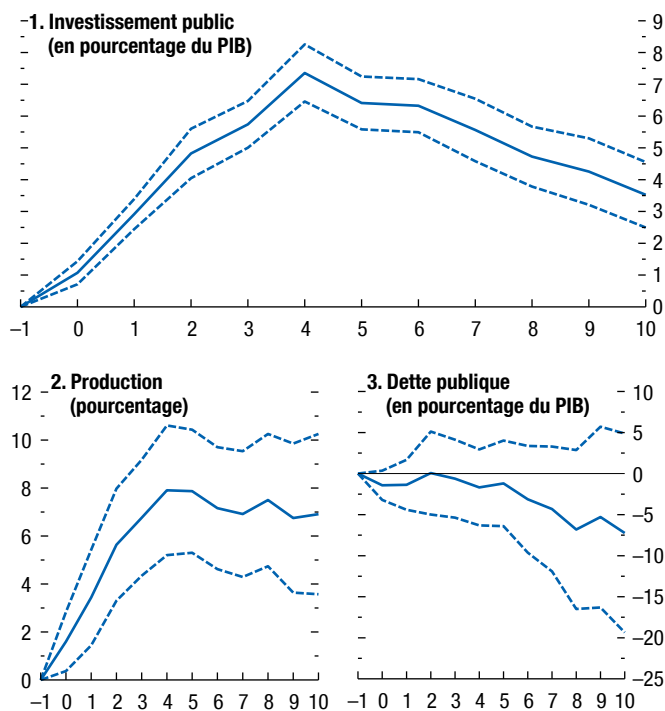 1. Investissement public
(en pourcentage du PIB)
9
8
7
6
5
4
3
2
1
0
–1 0 1 2 3 4 5 6 7 8 9 10
2. Production
(pourcentage)
12
10
8
6
4
2
0
–1 0 1 2 3 4 5 6 7 8 9 10
3. Dette publique
(en pourcentage du PIB)
10
5
0
–5
–10
–15
–20
–25
–1 0 1 2 3 4 5 6 7 8 9 10